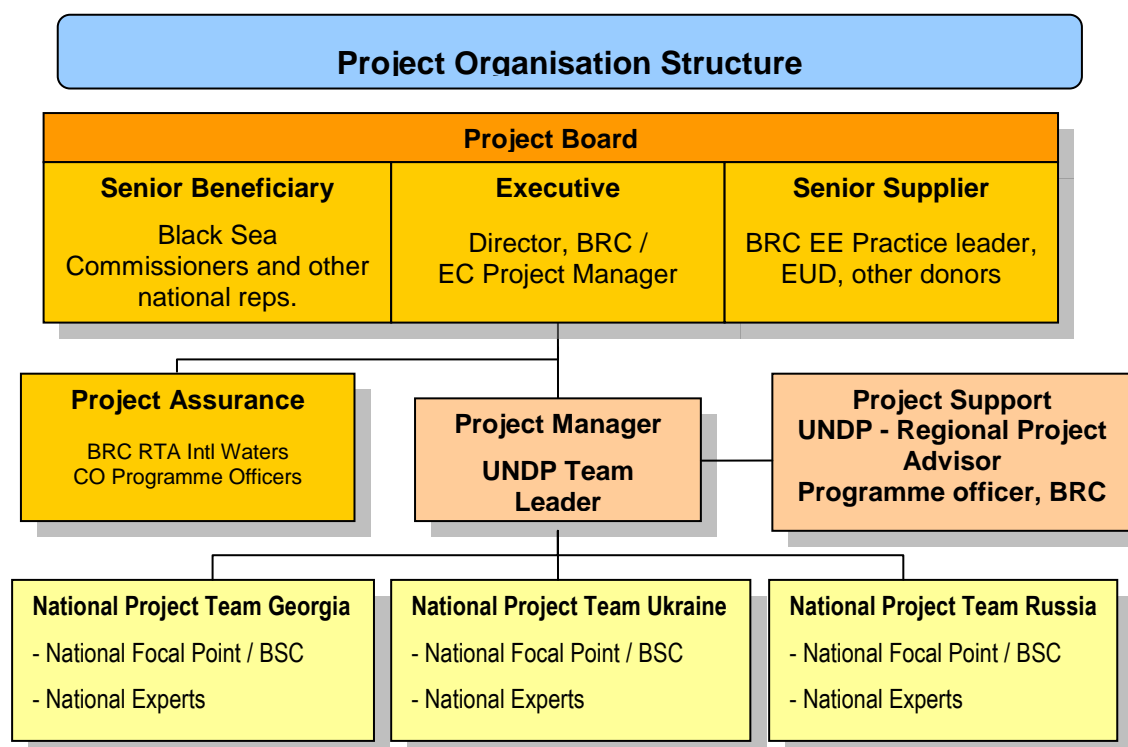 Project Organisation Structure
Project Board
Senior Beneficiary
Black Sea
Commissioners and other
national reps.
Executive
Director, BRC /
EC Project Manager
Senior Supplier
BRC EE Practice leader,
EUD, other donors
Project Assurance
BRC RTA Intl Waters
CO Programme Officers
Project Manager
UNDP Team
Leader
Project Support
UNDP - Regional Project
Advisor
Programme officer, BRC
National Project Team Georgia
- National Focal Point / BSC
- National Experts
National Project Team Ukraine
- National Focal Point / BSC
- National Experts
National Project Team Russia
- National Focal Point / BSC
- National Experts